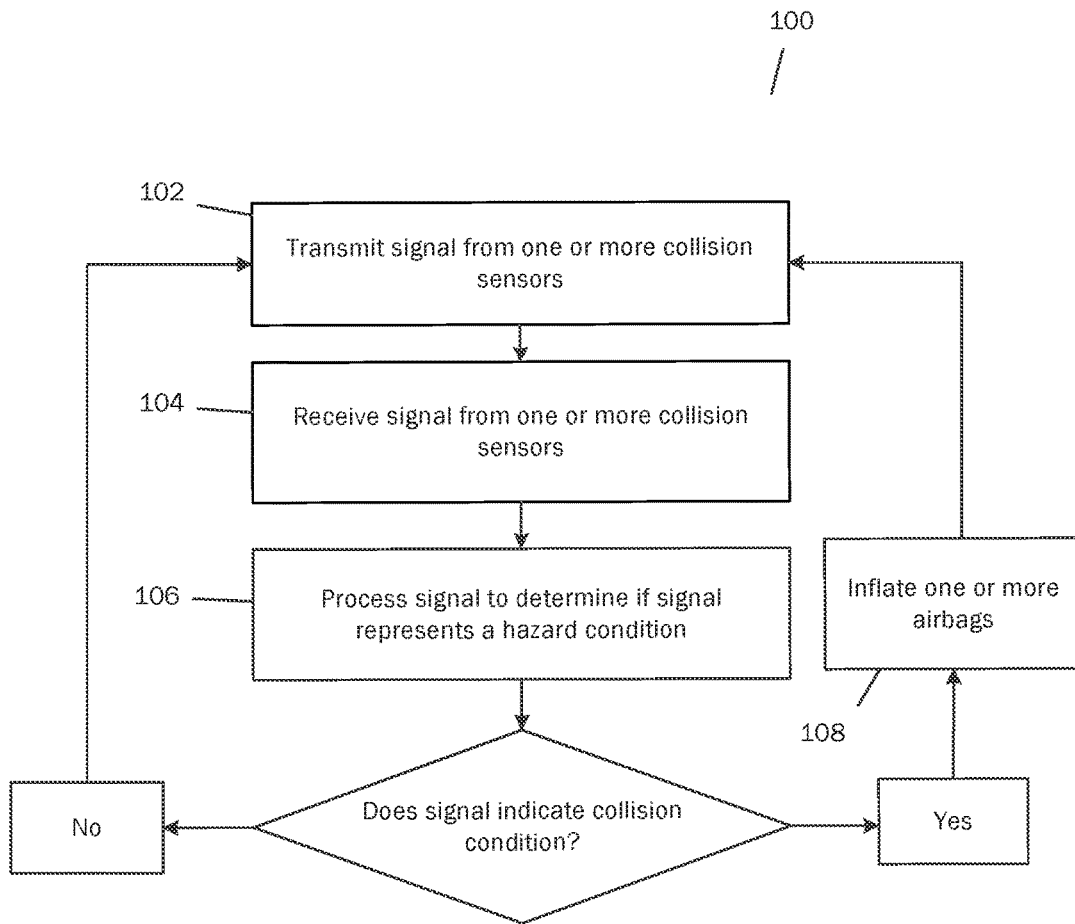 100
102
Transmit signal from one or more collision
sensors
104
Receive signal from one or more collision
sensors
106
Process signal to determine if signal
represents a hazard condition
Inflate one or more
airbags
108
No
Does signal indicate collision
condition?
Yes